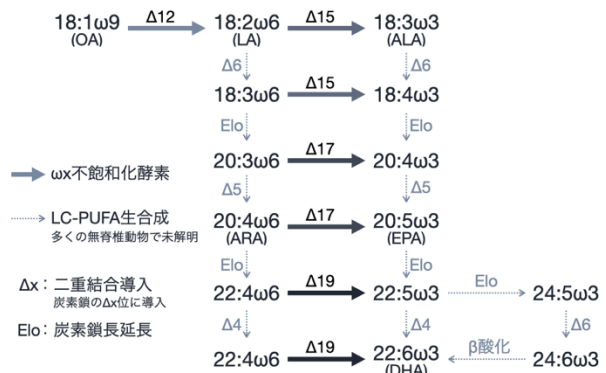 18:1ω9 Δ12 18:2ω6 Δ15 18:3ω3
(OA) (LA) (ALA)
Δ6 Δ6
18:3ω6 Δ15 18:4ω3
Elo Elo
20:3ω6 Δ17 20:4ω3
ωx不飽和化酵素
Δ5 Δ5
LC-PUFA生合成
多くの無脊椎動物で未解明
20:4ω6 Δ17 20:5ω3
(ARA) (EPA)
Elo Elo
Δx：二重結合導入
炭素鎖のΔx位に導入
22:4ω6 Δ19 22:5ω3 Elo 24:5ω3
Elo：炭素鎖長延長
Δ4 Δ4 Δ6
22:4ω6 Δ19 22:6ω3 β酸化 24:6ω3
(DHA)